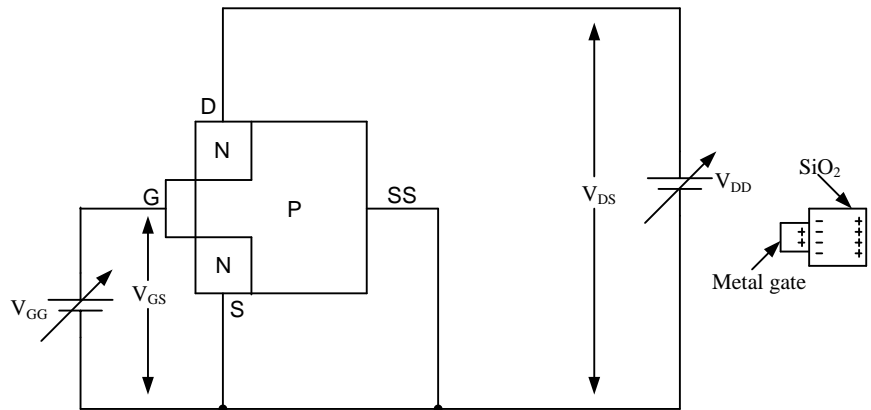 D
N
G
P
SS
N
S
V_GG
V_GS
V_DS
V_DD
SiO₂
− +
+ − +
+ − +
− +
Metal gate